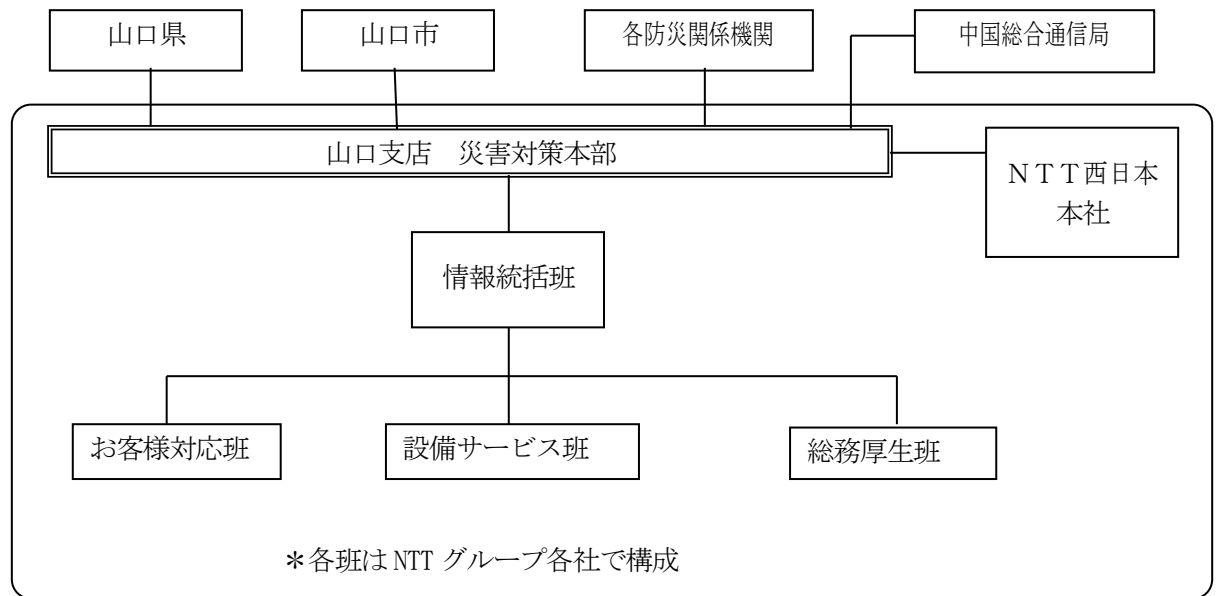 山口県
山口市
各防災関係機関
中国総合通信局
山口支店　災害対策本部
ＮＴＴ西日本
本社
情報統括班
お客様対応班
設備サービス班
総務厚生班
＊各班は NTT グループ各社で構成